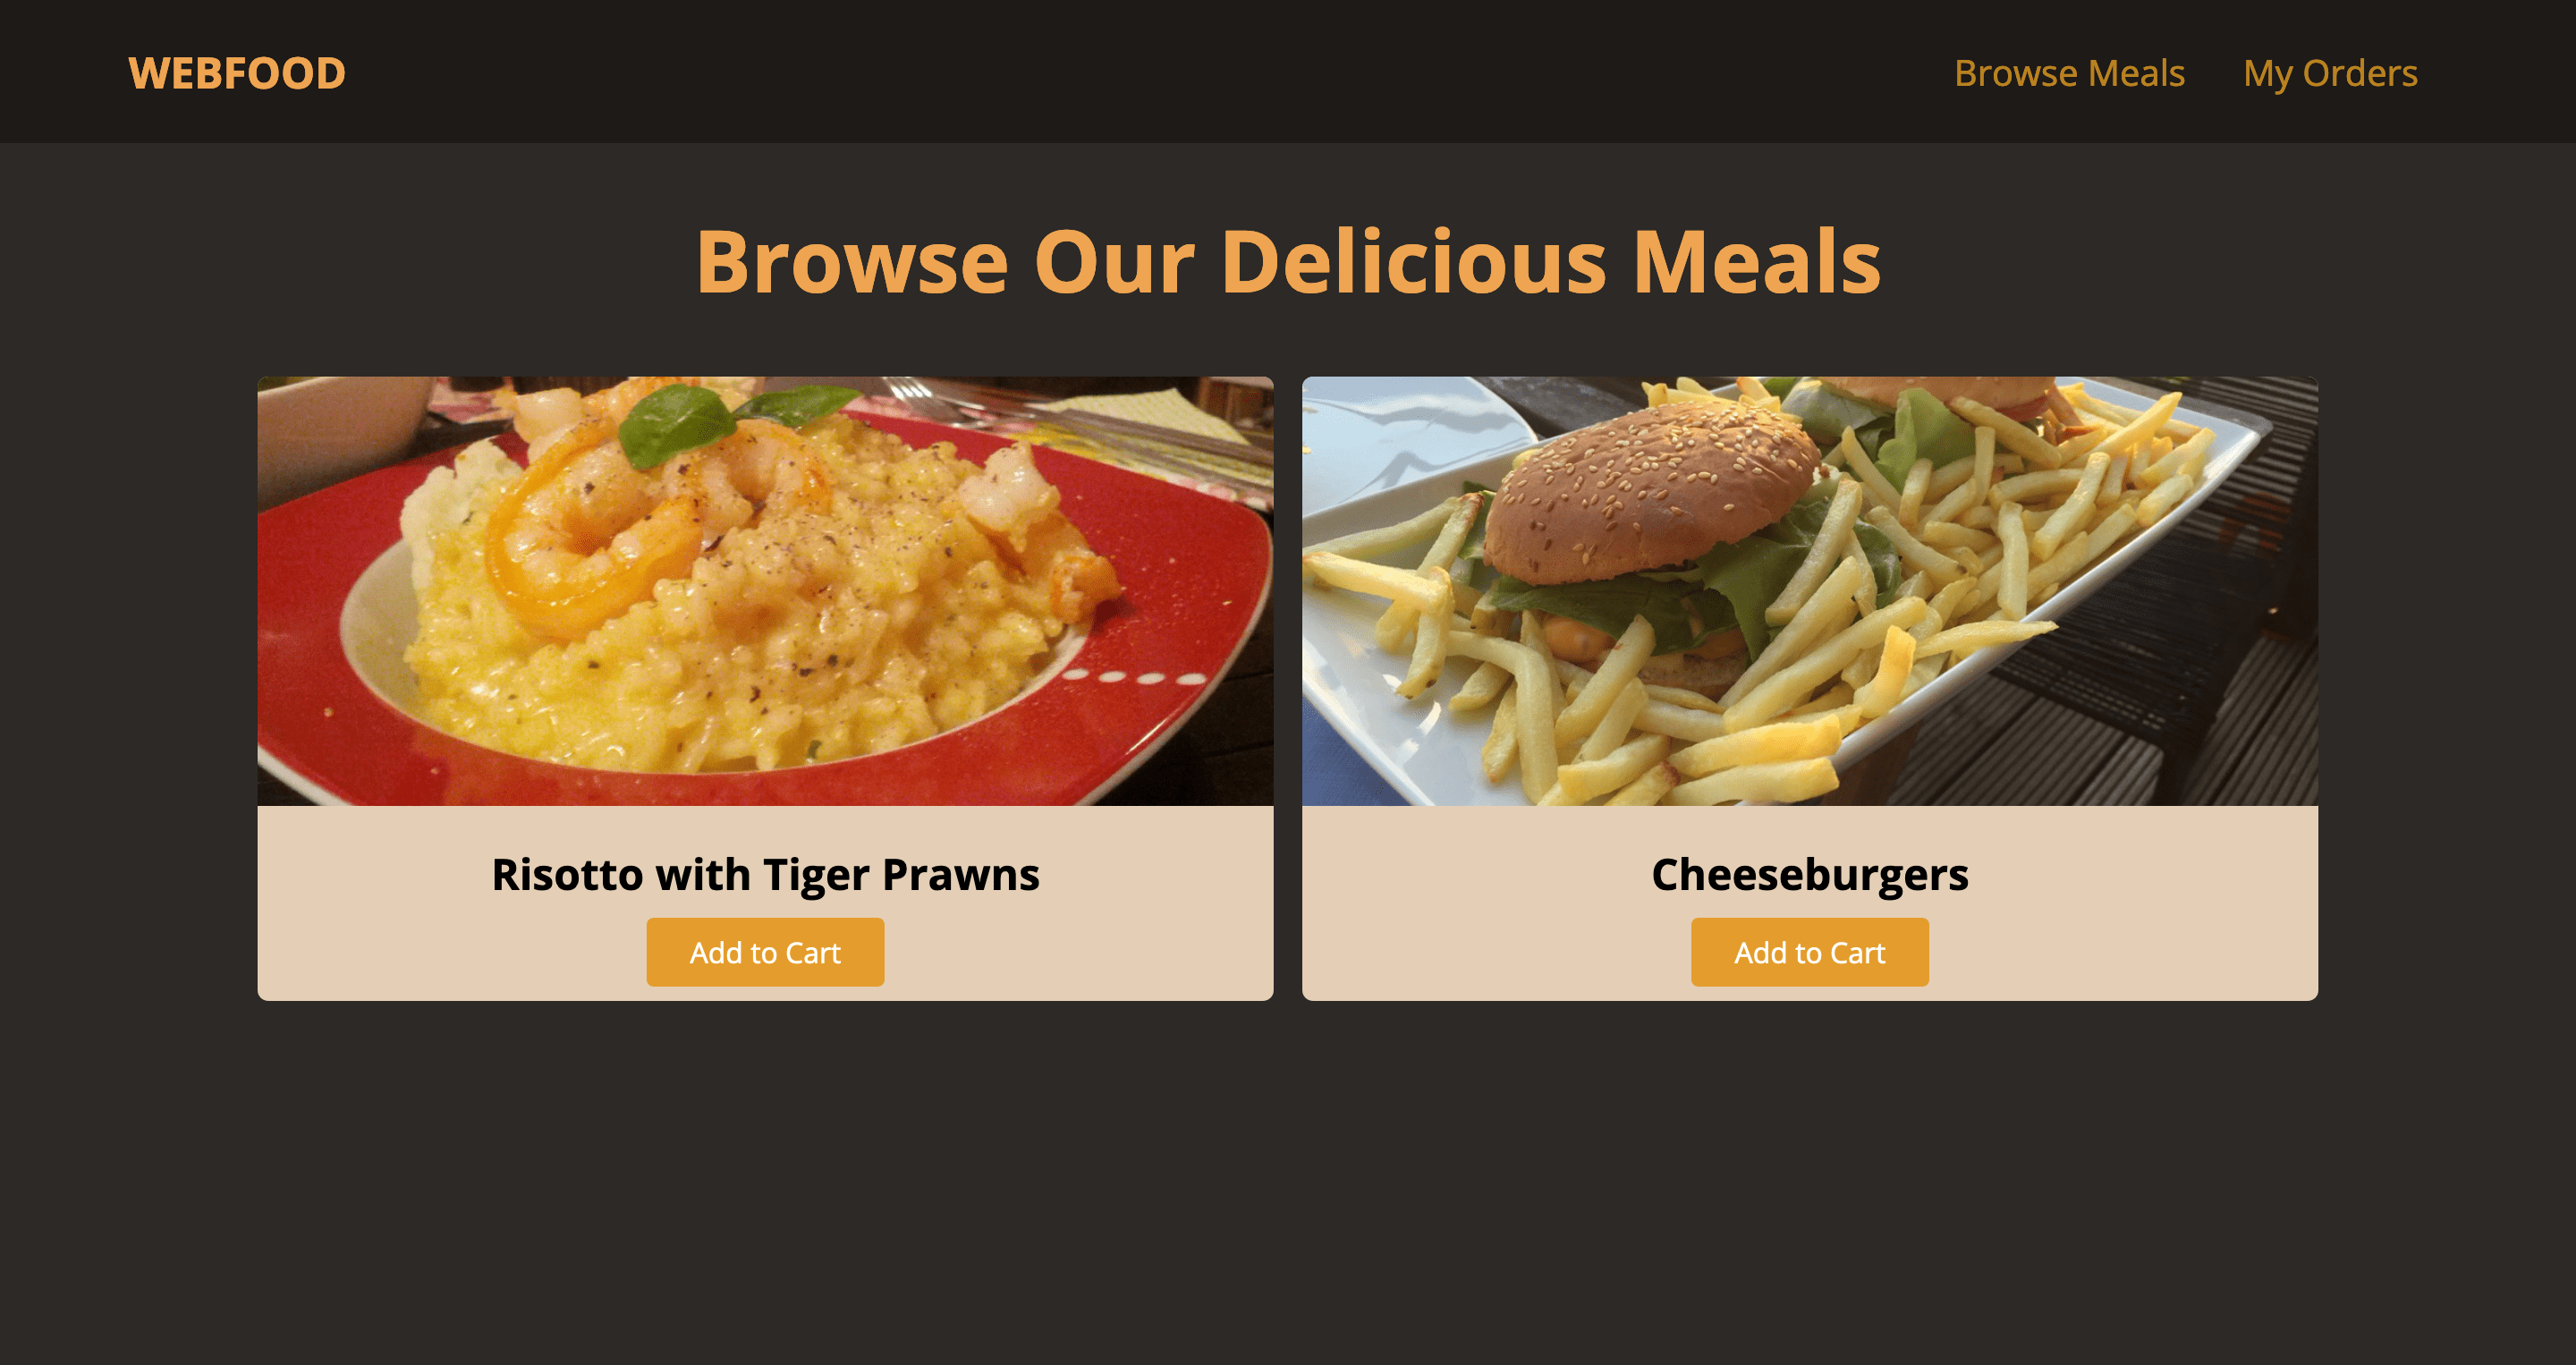 WEBFOOD
Browse Meals
My Orders
Browse Our Delicious Meals
Risotto with Tiger Prawns
Add to Cart
Cheeseburgers
Add to Cart